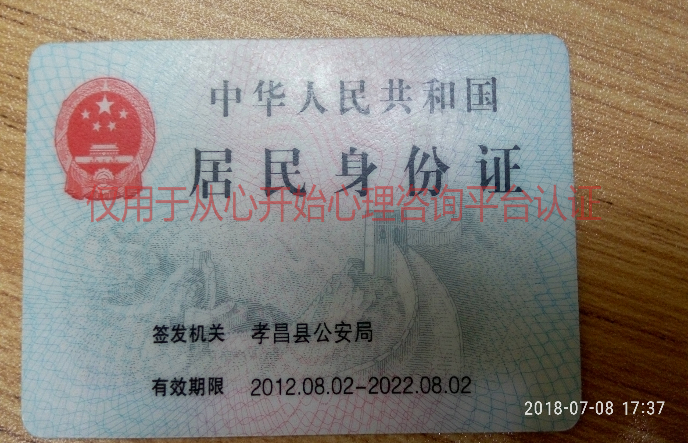 中华人民共和国
居民身份证
仅用于从心开始心理咨询平台认证
签发机关 孝昌县公安局
有效期限 2012.08.02-2022.08.02
2018-07-08 17:37